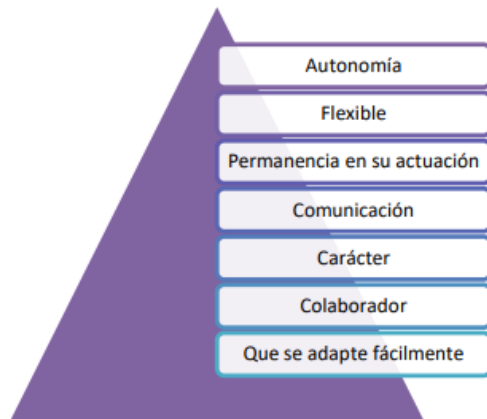 Autonomía
Flexible
Permanencia en su actuación
Comunicación
Carácter
Colaborador
Que se adapte fácilmente